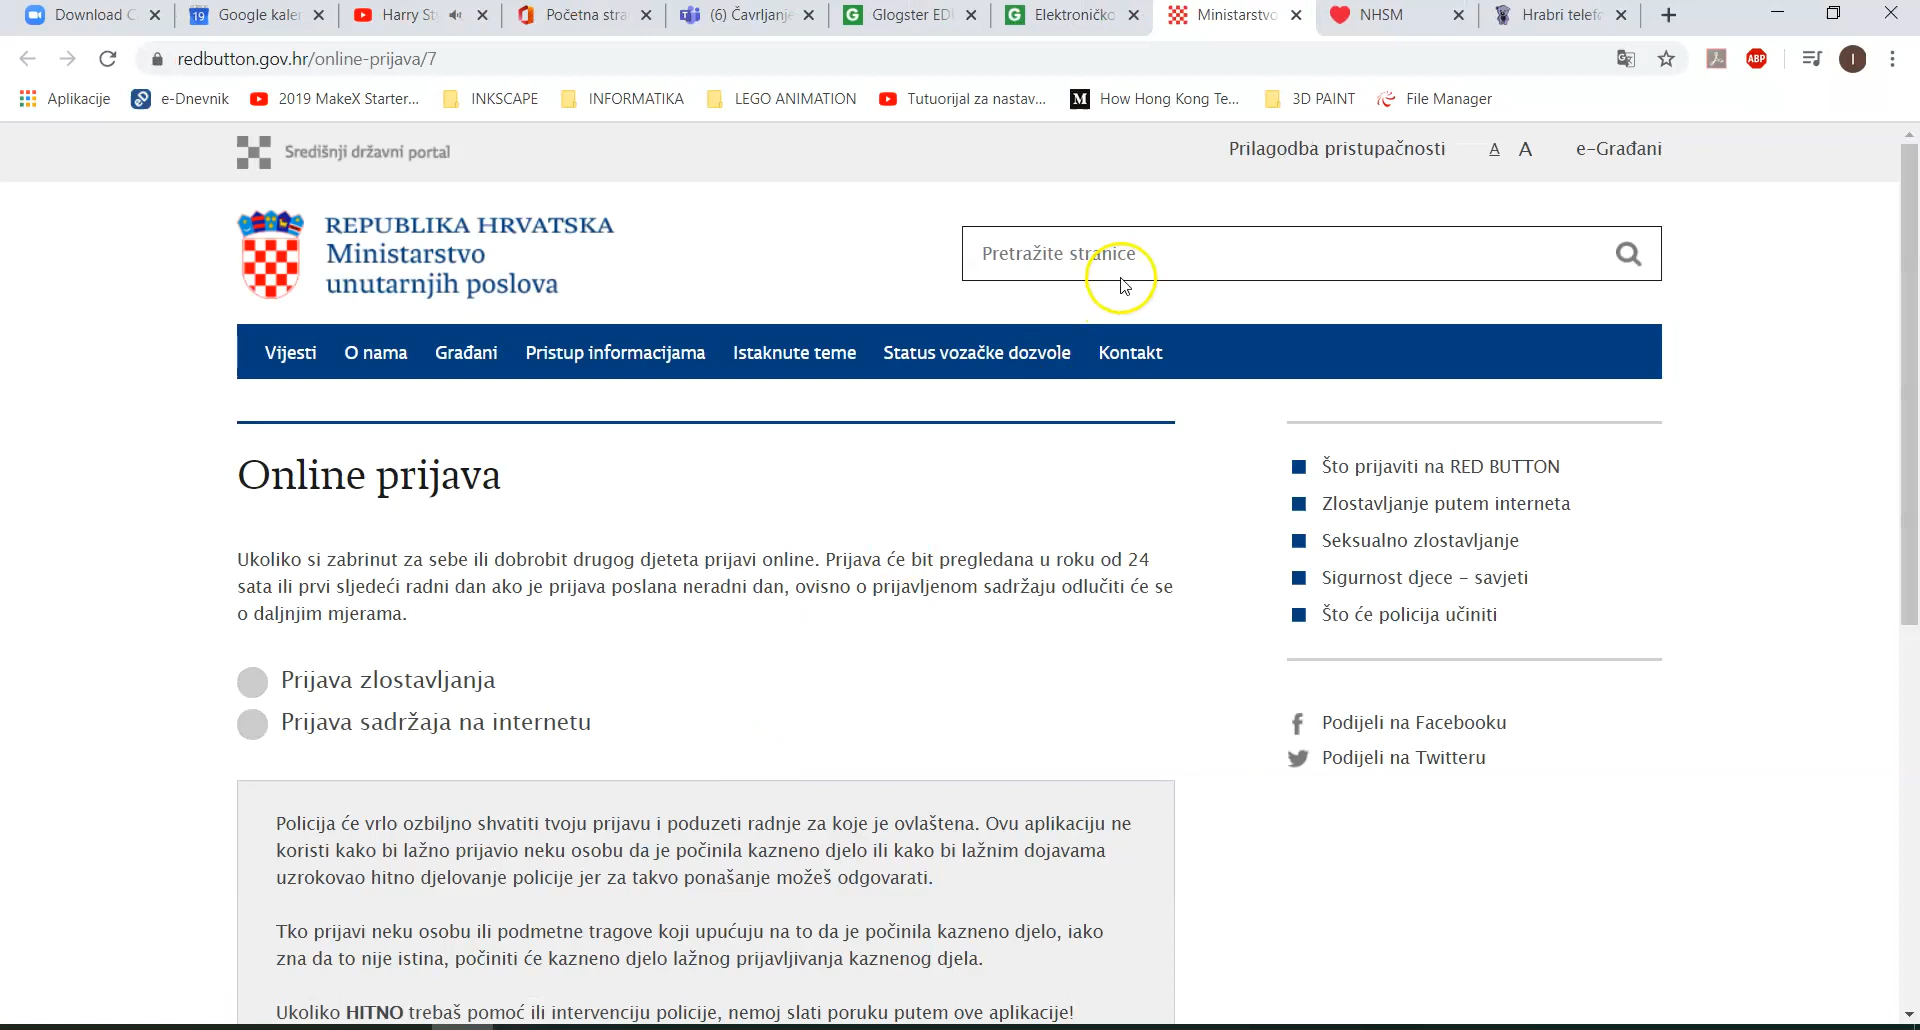 Download C
Google kaler
Harry St
Početna stra
(6) Čavrljanje
Glogster EDU
Elektroničko
Ministarstvo
NHSM
Hrabri telefo
redbutton.gov.hr/online-prijava/7
ABP
I
Aplikacije
e-Dnevnik
2019 MakeX Starter...
INKSCAPE
INFORMATIKA
LEGO ANIMATION
Tutuorijal za nastav...
How Hong Kong Te...
3D PAINT
File Manager
Središnji državni portal
Prilagodba pristupačnosti
A A
e-Građani
REPUBLIKA HRVATSKA
Ministarstvo
unutarnjih poslova
Pretražite stranice
Vijesti
O nama
Građani
Pristup informacijama
Istaknute teme
Status vozačke dozvole
Kontakt
Online prijava
Ukoliko si zabrinut za sebe ili dobrobit drugog djeteta prijavi online. Prijava će bit pregledana u roku od 24
sata ili prvi sljedeći radni dan ako je prijava poslana neradni dan, ovisno o prijavljenom sadržaju odlučiti će se
o daljnjim mjerama.
Prijava zlostavljanja
Prijava sadržaja na internetu
Policija će vrlo ozbiljno shvatiti tvoju prijavu i poduzeti radnje za koje je ovlaštena. Ovu aplikaciju ne
koristi kako bi lažno prijavio neku osobu da je počinila kazneno djelo ili kako bi lažnim dojavama
uzrokovao hitno djelovanje policije jer za takvo ponašanje možeš odgovarati.
Tko prijavi neku osobu ili podmetne tragove koji upućuju na to da je počinila kazneno djelo, iako
zna da to nije istina, počiniti će kazneno djelo lažnog prijavljivanja kaznenog djela.
Ukoliko HITNO trebaš pomoć ili intervenciju policije, nemoj slati poruku putem ove aplikacije!
Što prijaviti na RED BUTTON
Zlostavljanje putem interneta
Seksualno zlostavljanje
Sigurnost djece – savjeti
Što će policija učiniti
Podijeli na Facebooku
Podijeli na Twitteru